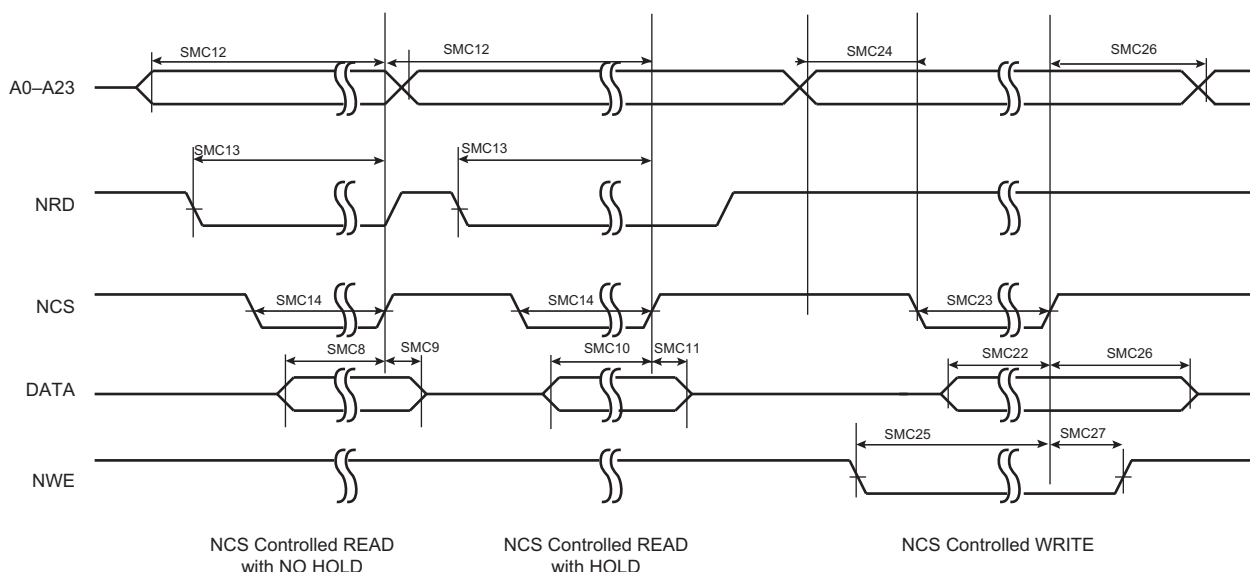 SMC12
SMC12
SMC24
SMC26
A0–A23
SMC13
SMC13
NRD
NCS
SMC14
SMC14
SMC23
SMC8
SMC9
SMC10
SMC11
SMC22
SMC26
DATA
SMC25
SMC27
NWE
NCS Controlled READ
with NO HOLD
NCS Controlled READ
with HOLD
NCS Controlled WRITE